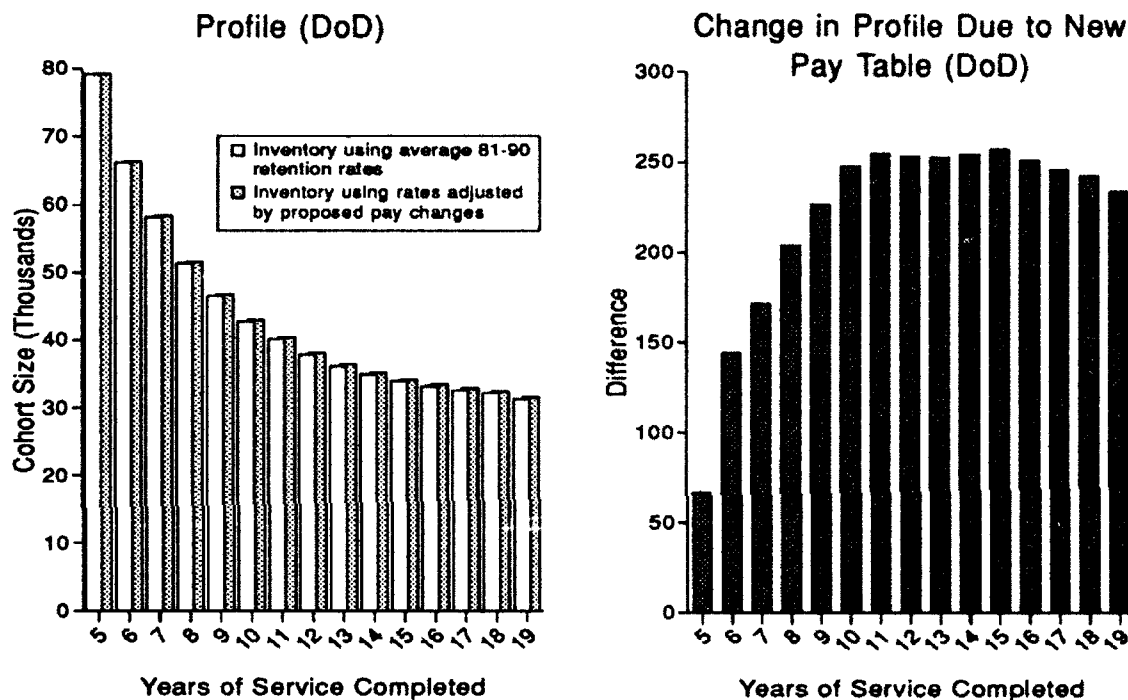 Profile (DoD)
80
70
60
50
40
30
20
10
0
Cohort Size (Thousands)
Inventory using average 81-90
retention rates
Inventory using rates adjusted
by proposed pay changes
5 6 7 8 9 10 11 12 13 14 15 16 17 18 19
Years of Service Completed
Change in Profile Due to New
Pay Table (DoD)
300
250
200
150
100
50
0
Difference
5 6 7 8 9 10 11 12 13 14 15 16 17 18 19
Years of Service Completed